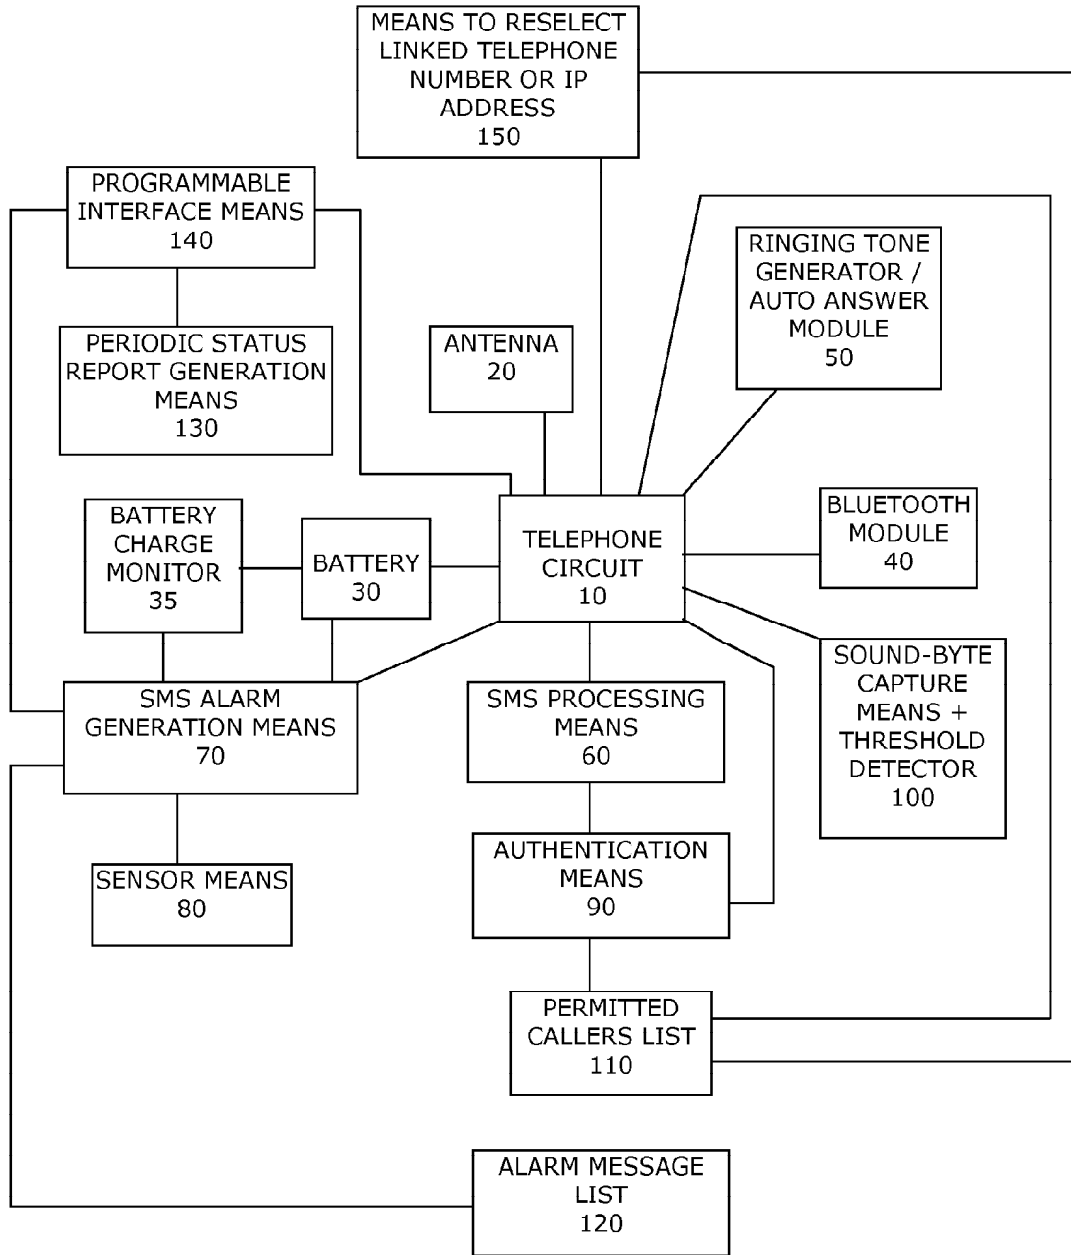 MEANS TO RESELECT
LINKED TELEPHONE
NUMBER OR IP
ADDRESS
150
PROGRAMMABLE
INTERFACE MEANS
140
RINGING TONE
GENERATOR /
AUTO ANSWER
MODULE
50
PERIODIC STATUS
REPORT GENERATION
MEANS
130
ANTENNA
20
BATTERY
CHARGE
MONITOR
35
BATTERY
30
TELEPHONE
CIRCUIT
10
BLUETOOTH
MODULE
40
SMS ALARM
GENERATION MEANS
70
SMS PROCESSING
MEANS
60
SOUND-BYTE
CAPTURE
MEANS +
THRESHOLD
DETECTOR
100
SENSOR MEANS
80
AUTHENTICATION
MEANS
90
PERMITTED
CALLERS LIST
110
ALARM MESSAGE
LIST
120